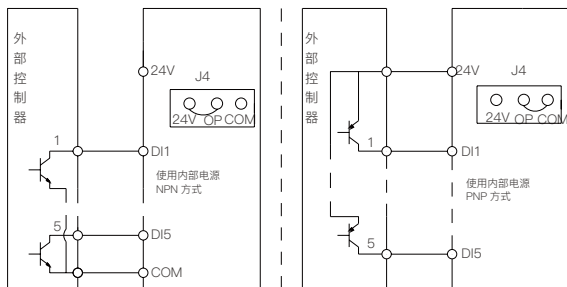 外
部
控
制
器
24V
J4
24V OP COM
1
DI1
使用内部电源
NPN 方式
5
DI5
COM
外
部
控
制
器
24V
J4
24V
OP COM
1
DI1
使用内部电源
PNP 方式
5
DI5